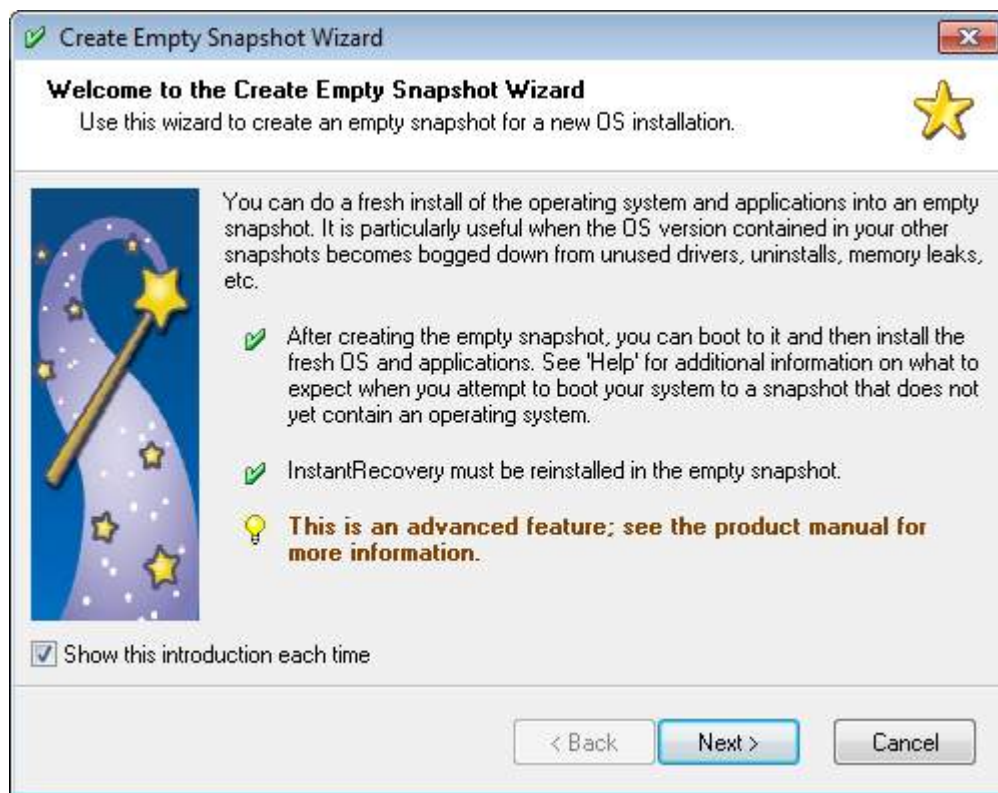 Create Empty Snapshot Wizard
Welcome to the Create Empty Snapshot Wizard
Use this wizard to create an empty snapshot for a new OS installation.
You can do a fresh install of the operating system and applications into an empty
snapshot. It is particularly useful when the OS version contained in your other
snapshots becomes bogged down from unused drivers, uninstalls, memory leaks,
etc.
After creating the empty snapshot, you can boot to it and then install the
fresh OS and applications. See 'Help' for additional information on what to
expect when you attempt to boot your system to a snapshot that does not
yet contain an operating system.
InstantRecovery must be reinstalled in the empty snapshot.
This is an advanced feature; see the product manual for
more information.
Show this introduction each time
< Back Next > Cancel